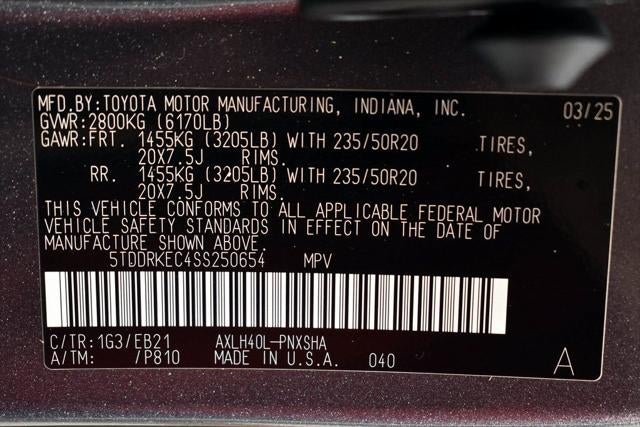 MFD.BY:TOYOTA MOTOR MANUFACTURING, INDIANA, INC. 03/25
GVWR:2800KG (6170LB)
GAWR:FRT. 1455KG (3205LB) WITH 235/50R20 TIRES,
20X7.5J RIMS.
RR. 1455KG (3205LB) WITH 235/50R20 TIRES,
20X7.5J RIMS.
THIS VEHICLE CONFORMS TO ALL APPLICABLE FEDERAL MOTOR
VEHICLE SAFETY STANDARDS IN EFFECT ON THE DATE OF
MANUFACTURE SHOWN ABOVE.
5TDDRKEC4SS250654 MPV
C/TR:1G3/EB21 AXLH40L-PNXSHA
A/TM: /P810 MADE IN U.S.A. 040 A